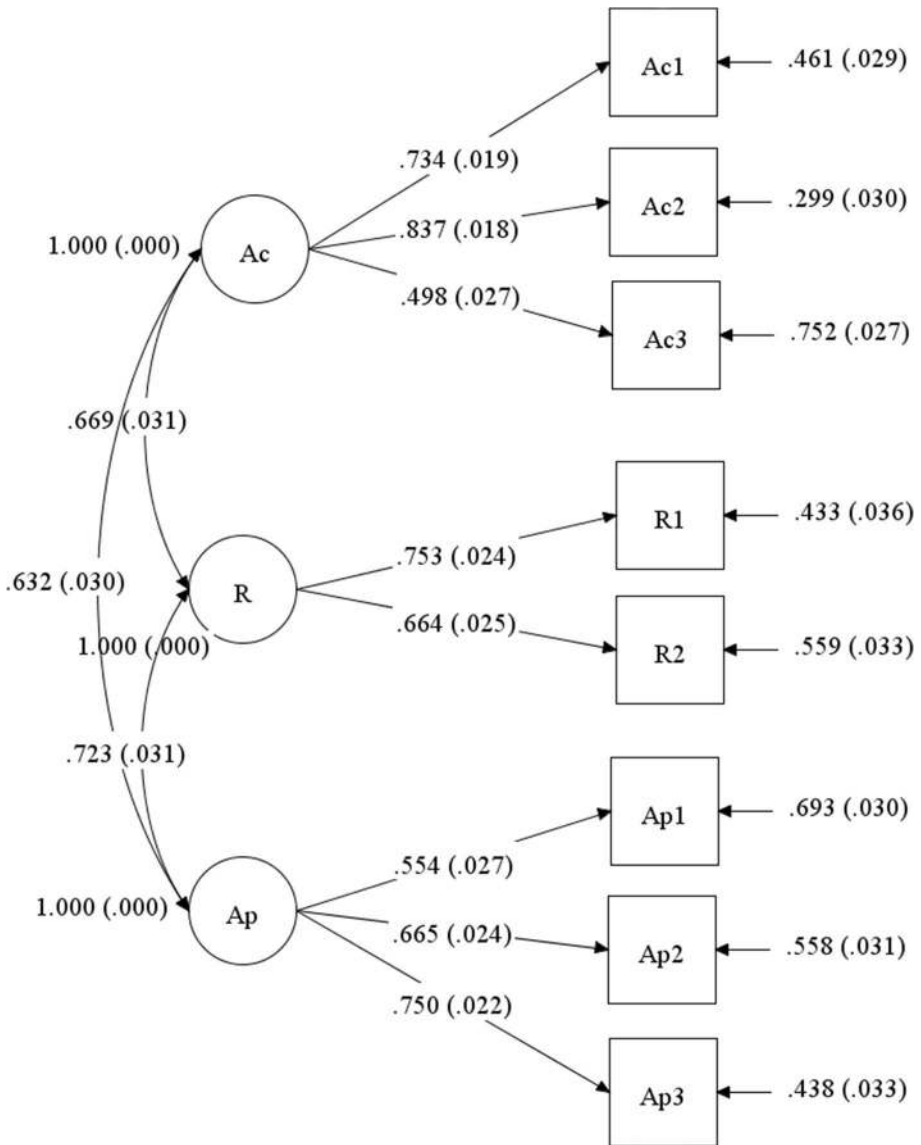 Ac1
.461 (.029)
.734 (.019)
Ac2
.299 (.030)
.837 (.018)
1.000 (.000)
Ac
.498 (.027)
Ac3
.752 (.027)
.669 (.031)
R1
.433 (.036)
.753 (.024)
.632 (.030)
R
.664 (.025)
1.000 (.000)
R2
.559 (.033)
.723 (.031)
Ap1
.693 (.030)
.554 (.027)
1.000 (.000)
Ap
.665 (.024)
Ap2
.558 (.031)
.750 (.022)
Ap3
.438 (.033)